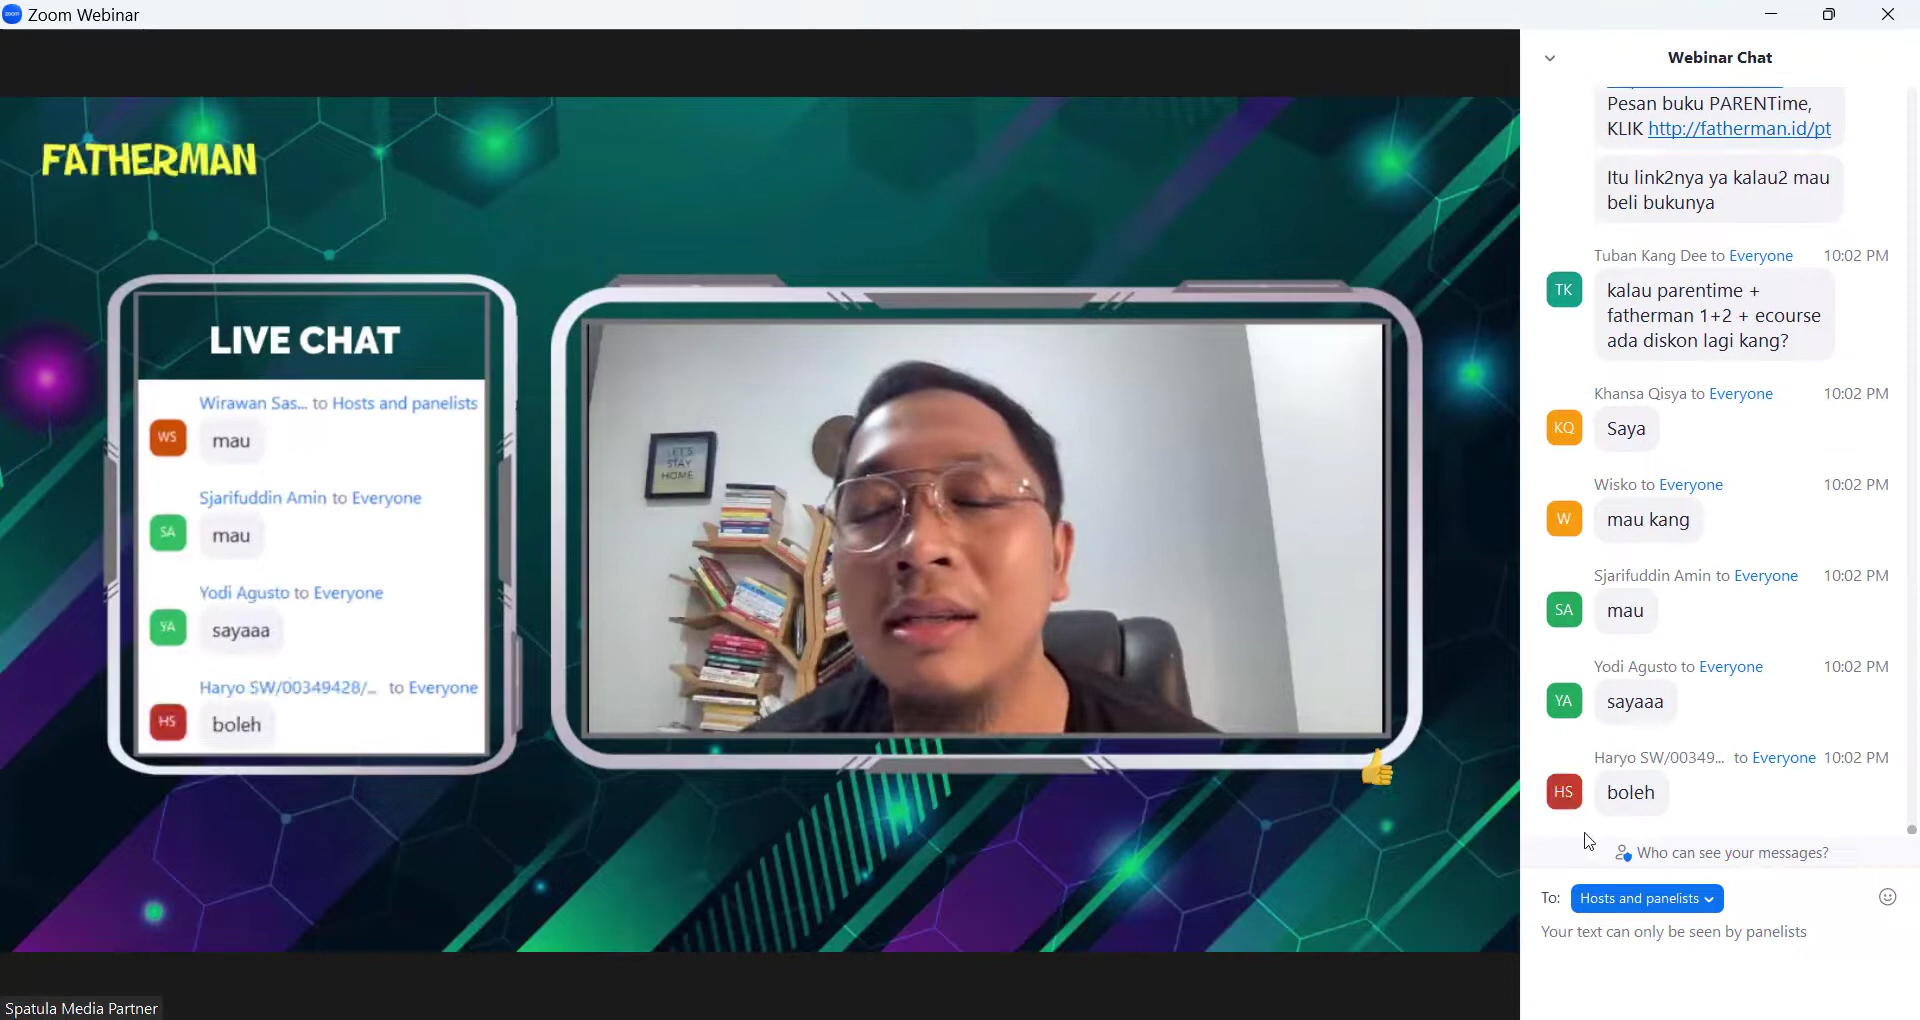 Zoom Webinar
FATHERMAN
LIVE CHAT
Wirawan Sas... to Hosts and panelists
WS
mau
Sjarifuddin Amin to Everyone
SA
mau
Yodi Agusto to Everyone
YA
sayaaa
Haryo SW/00349428/... to Everyone
HS
boleh
LET'S
STAY
HOME
Spatula Media Partner
Webinar Chat
Pesan buku PARENTime,
KLIK http://fatherman.id/pt
Itu link2nya ya kalau2 mau
beli bukunya
Tuban Kang Dee to Everyone 10:02 PM
TK
kalau parentime +
fatherman 1+2 + ecourse
ada diskon lagi kang?
Khansa Qisya to Everyone 10:02 PM
KQ
Saya
Wisko to Everyone 10:02 PM
W
mau kang
Sjarifuddin Amin to Everyone 10:02 PM
SA
mau
Yodi Agusto to Everyone 10:02 PM
YA
sayaaa
Haryo SW/00349... to Everyone 10:02 PM
HS
boleh
Who can see your messages?
To: Hosts and panelists
Your text can only be seen by panelists